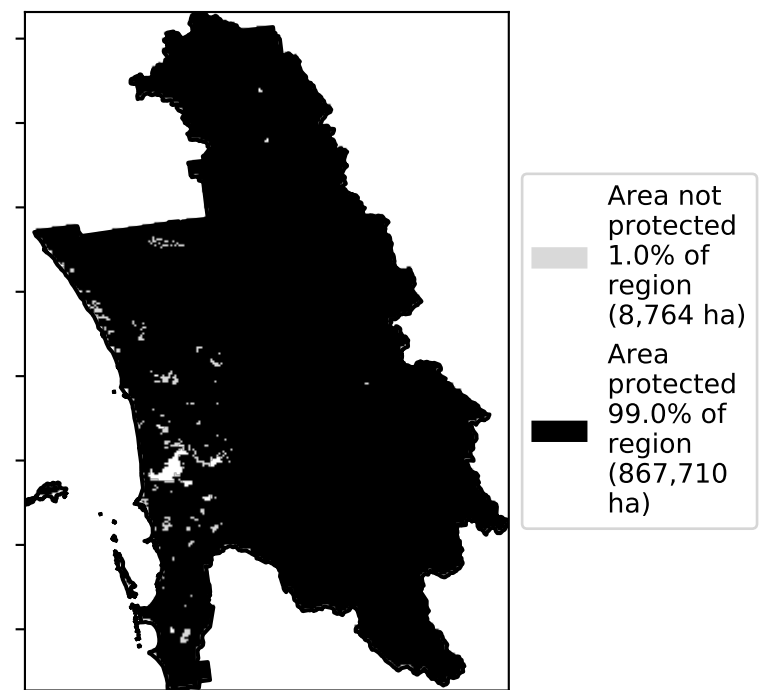 Area not
protected
1.0% of
region
(8,764 ha)
Area
protected
99.0% of
region
(867,710
ha)